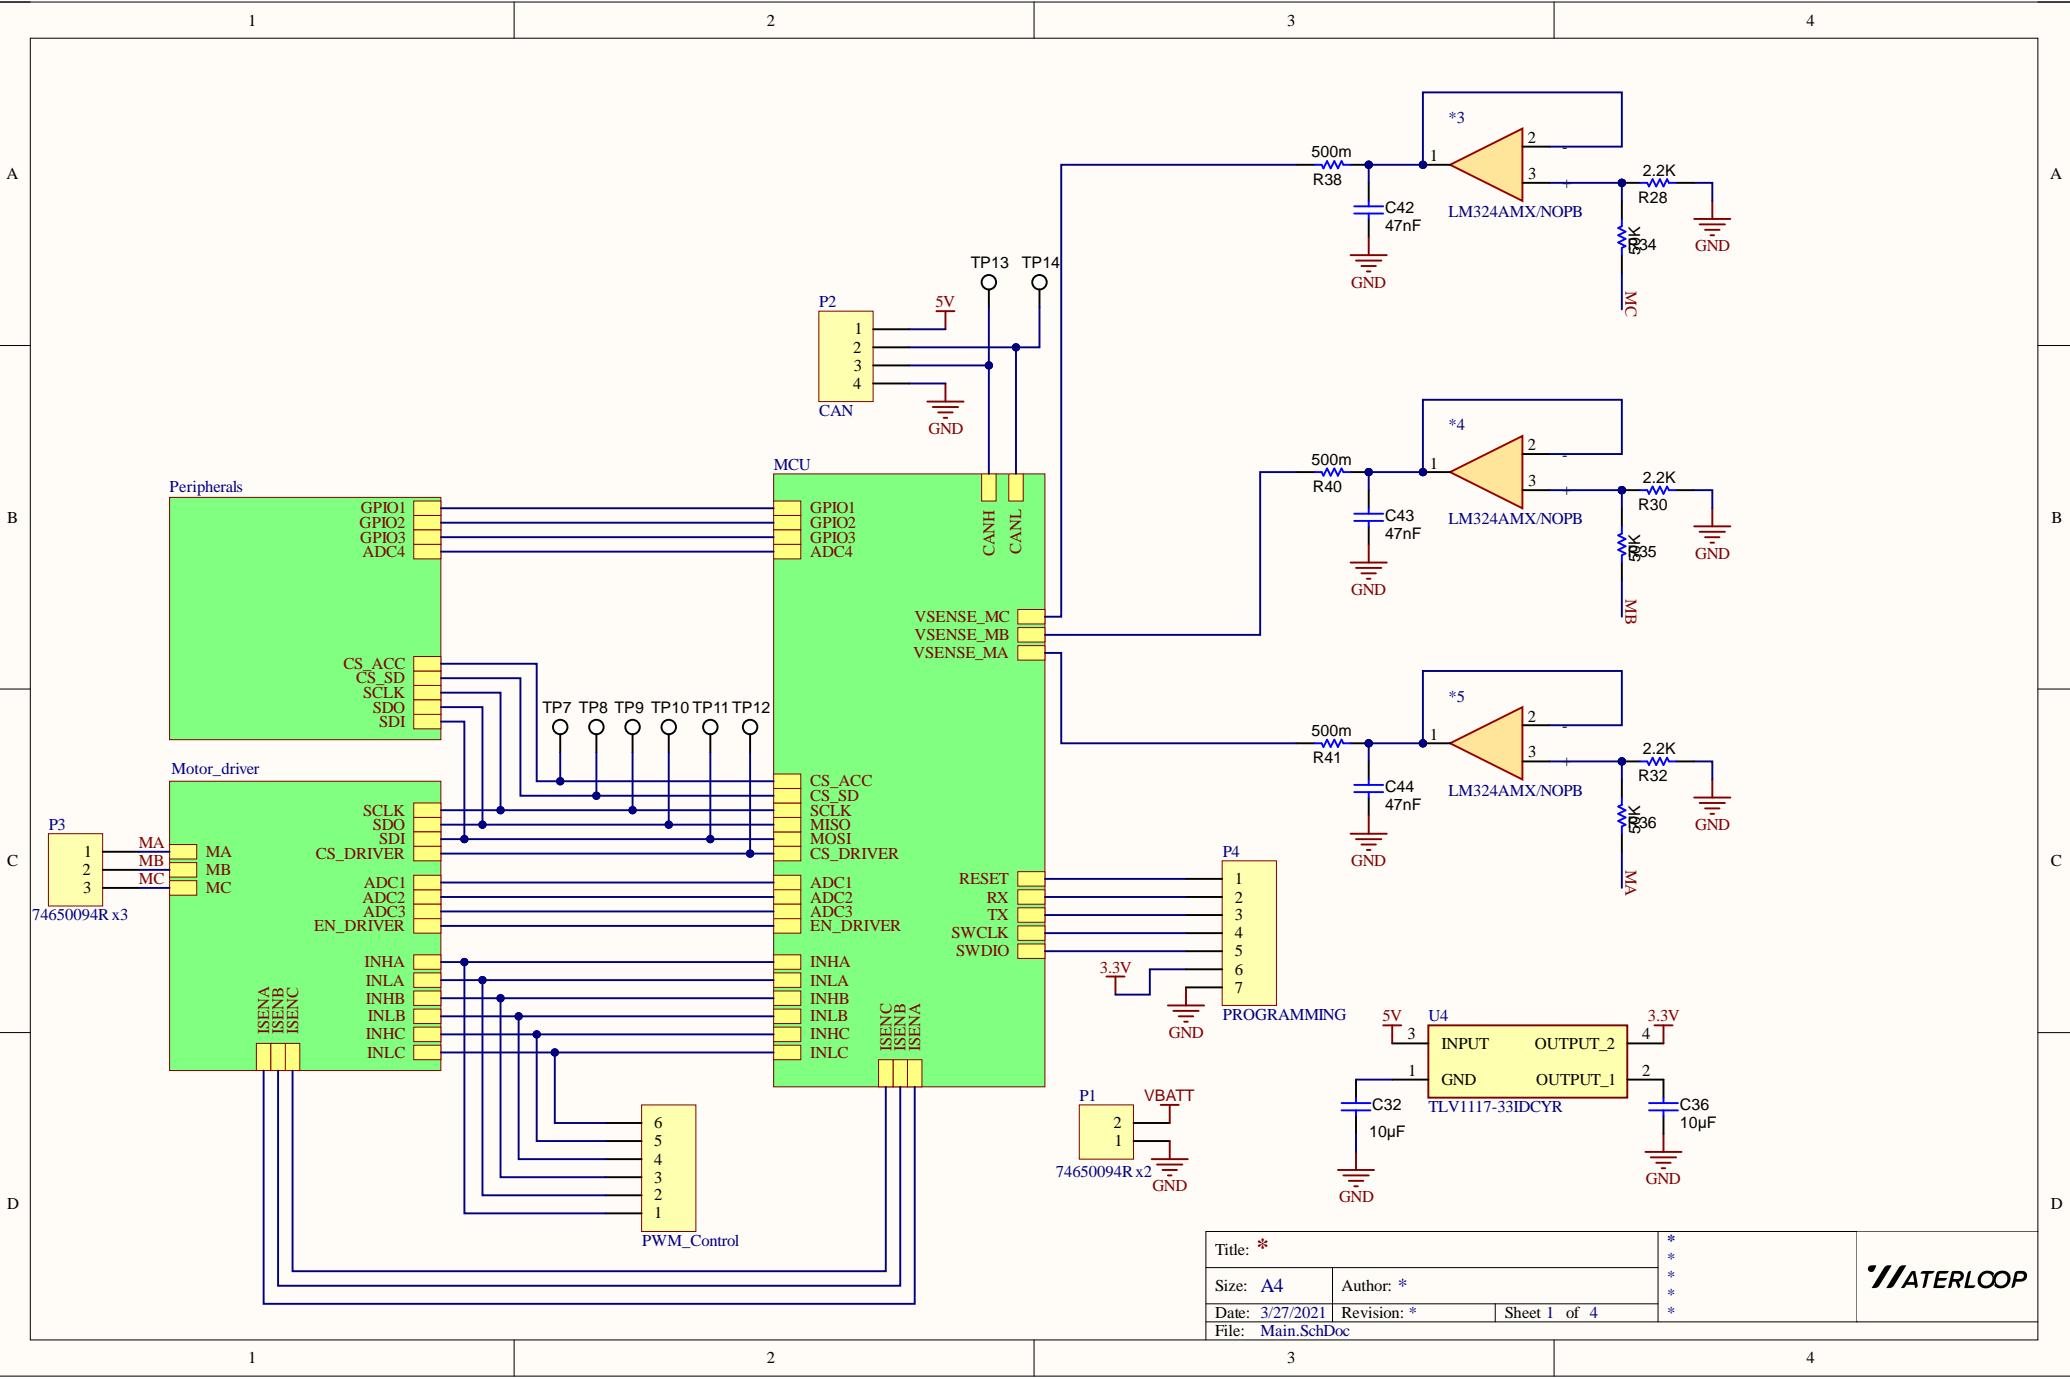 1 2 3 4
A A
B B
C C
D D
1 2 3 4
*3
500m
R38
C42
47nF
1
2
-
3
+
LM324AMX/NOPB
2.2K
R28
R34
GND
GND
MC
*4
500m
R40
C43
47nF
1
2
-
3
+
LM324AMX/NOPB
2.2K
R30
R35
GND
GND
MB
*5
500m
R41
C44
47nF
1
2
-
3
+
LM324AMX/NOPB
2.2K
R32
R36
GND
GND
MA
TP13 TP14
P2
5V
1
2
3
4
CAN
GND
Peripherals
GPIO1
GPIO2
GPIO3
ADC4
CS_ACC
CS_SD
SCLK
SDO
SDI
MCU
GPIO1
GPIO2
GPIO3
ADC4
CANH
CANL
VSENSE_MC
VSENSE_MB
VSENSE_MA
TP7 TP8 TP9 TP10 TP11 TP12
CS_ACC
CS_SD
SCLK
MISO
MOSI
CS_DRIVER
ADC1
ADC2
ADC3
EN_DRIVER
INHA
INLA
INHB
INLB
INHC
INLC
RESET
RX
TX
SWCLK
SWDIO
ISENC
ISENB
ISENA
Motor_driver
SCLK
SDO
SDI
CS_DRIVER
MA
MB
MC
ADC1
ADC2
ADC3
EN_DRIVER
INHA
INLA
INHB
INLB
INHC
INLC
ISENA
ISENB
ISENC
P3
1
2
3
MA
MB
MC
74650094R x3
P4
1
2
3
4
5
6
7
3.3V
GND
PROGRAMMING
6
5
4
3
2
1
PWM_Control
P1
VBATT
2
1
74650094R x2
GND
5V
U4
3.3V
3 INPUT OUTPUT_2 4
1 GND OUTPUT_1 2
TLV1117-33IDCYR
C32
10µF
GND
C36
10µF
GND
Title: *
Size: A4 Author: *
Date: 3/27/2021 Revision: * Sheet 1 of 4
File: Main.SchDoc
*
*
*
*
*
WATERLOOP